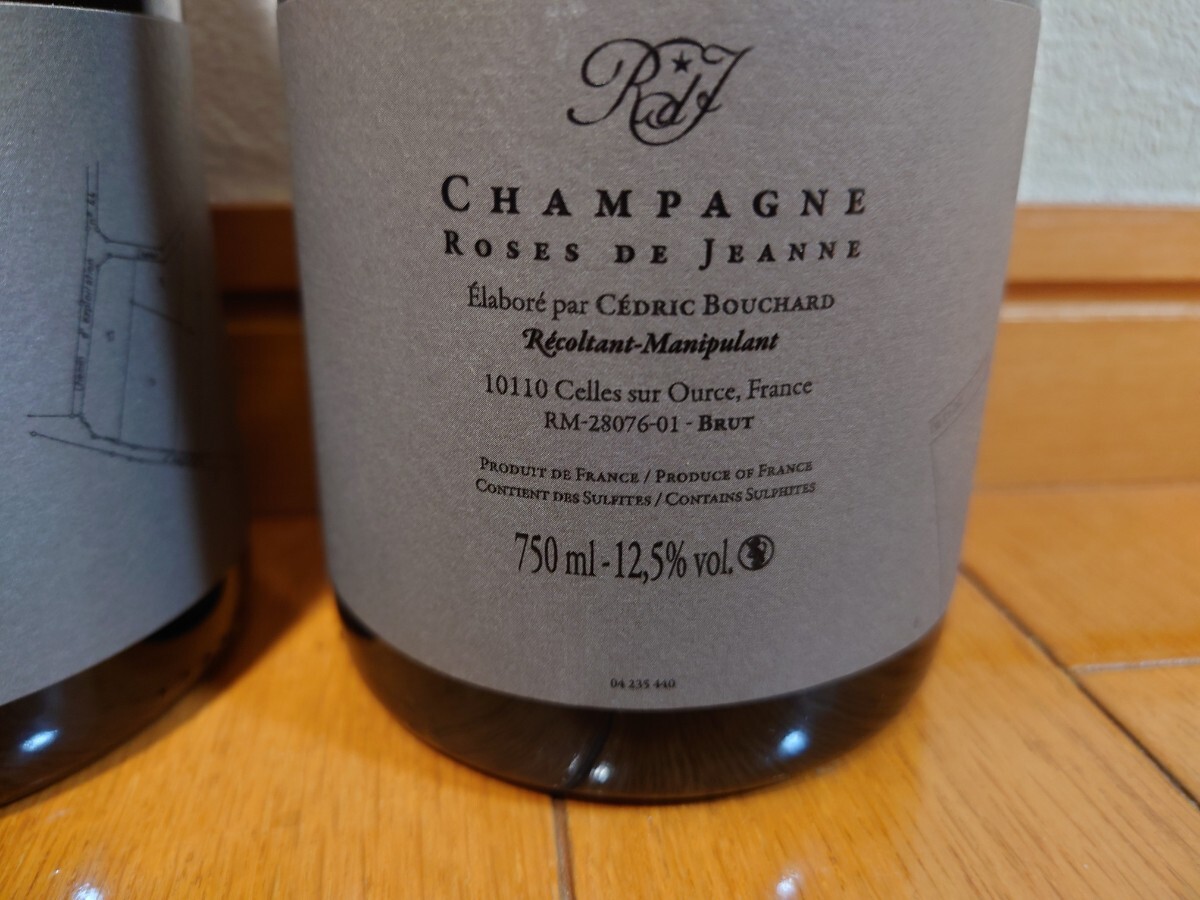 RdJ
CHAMPAGNE
ROSES DE JEANNE
Élaboré par CÉDRIC BOUCHARD
Récoltant-Manipulant
10110 Celles sur Ource, France
RM-28076-01 - BRUT
PRODUIT DE FRANCE / PRODUCE OF FRANCE
CONTIENT DES SULFITES / CONTAINS SULPHITES
750 ml - 12,5% vol.
04 235 440